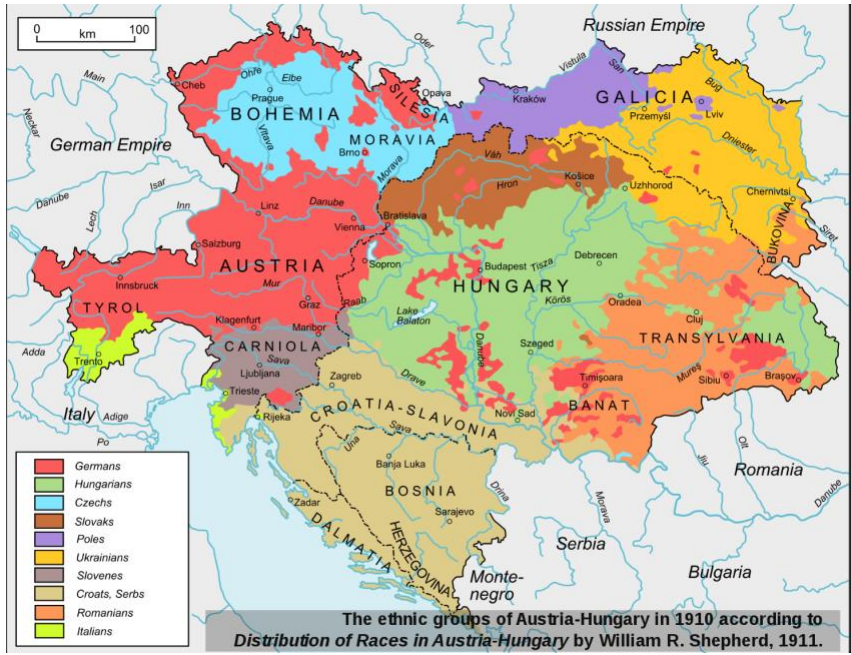 0 100
km
Russian Empire
Oder
Vistula
San
Bug
Main
Ohře
Elbe
Cheb
Prague
Opava
SILESIA
Kraków
GALICIA
Przemyśl
Lviv
Neckar
BOHEMIA
Vltava
MORAVIA
Brno
Morava
Dniester
German Empire
Váh
Hron
Košice
Uzhhorod
Chernivtsi
Danube
Lech
Isar
Inn
Linz
Danube
Vienna
Bratislava
BUKOVINA
Siret
Salzburg
AUSTRIA
Sopron
Budapest
Tisza
Debrecen
Innsbruck
Mur
Graz
Raab
HUNGARY
Körös
Oradea
Cluj
TYROL
Klagenfurt
Maribor
Lake
Balaton
TRANSYLVANIA
Adda
Trento
CARNIOLA
Sava
Ljubljana
Danube
Szeged
Mureș
Italy
Adige
Po
Trieste
Rijeka
Zagreb
Drave
Timișoara
Sibiu
Brașov
BANAT
CROATIA-SLAVONIA
Sava
Novi Sad
Una
Banja Luka
Drina
Morava
Jiu
Olt
Romania
Danube
BOSNIA
Zadar
Sarajevo
DALMATIA
HERZEGOVINA
Serbia
Bulgaria
Monte-
negro
Germans
Hungarians
Czechs
Slovaks
Poles
Ukrainians
Slovenes
Croats, Serbs
Romanians
Italians
The ethnic groups of Austria-Hungary in 1910 according to
Distribution of Races in Austria-Hungary by William R. Shepherd, 1911.